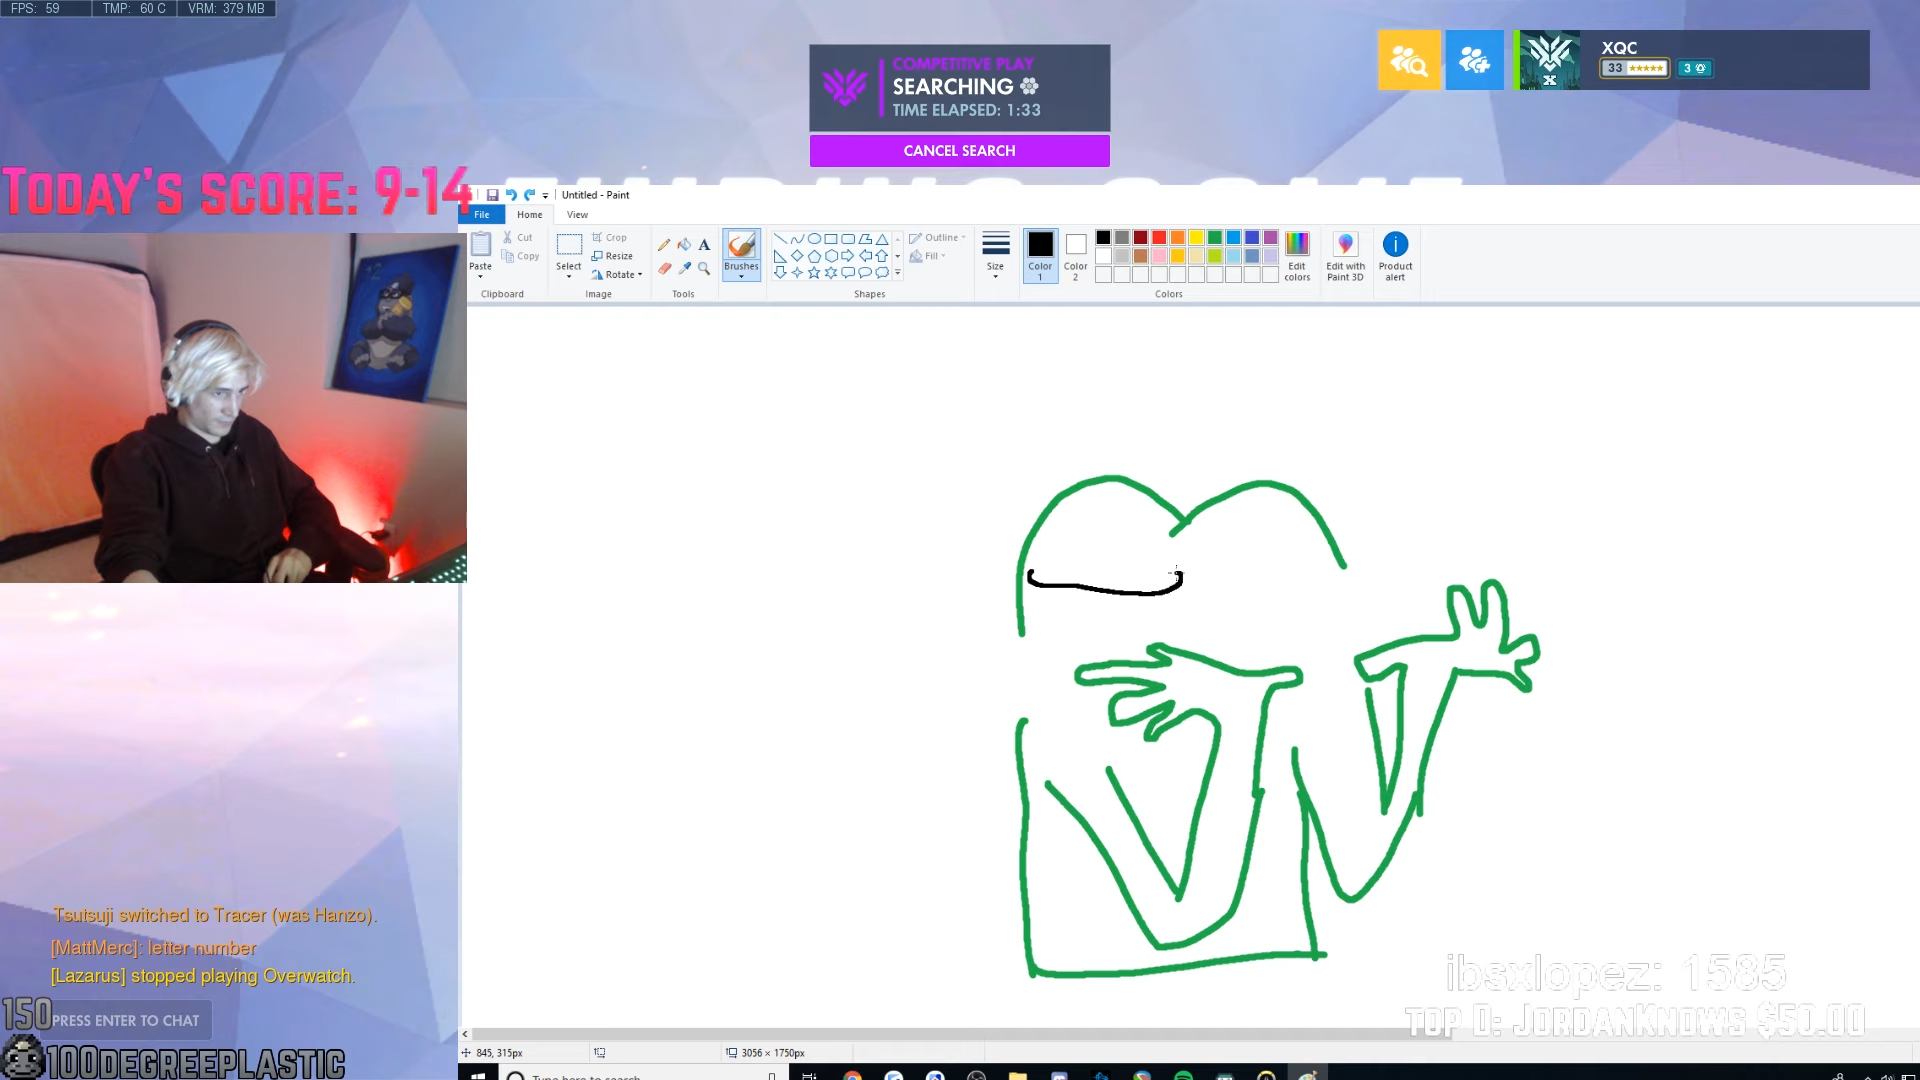 FPS: 59 TMP: 60 C VRM: 379 MB
COMPETITIVE PLAY
SEARCHING
TIME ELAPSED: 1:33
CANCEL SEARCH
XQC
33 3
X
TODAY'S SCORE: 9-14
Untitled - Paint
File Home View
Paste
Cut
Copy
Clipboard
Select
Crop
Resize
Rotate
Image
A
Tools
Brushes
Outline
Fill
Shapes
Size
Color 1
Color 2
Edit colors
Colors
Edit with Paint 3D
Product alert
Tsutsuji switched to Tracer (was Hanzo).
[MattMerc]: letter number
[Lazarus] stopped playing Overwatch.
150
PRESS ENTER TO CHAT
100DEGREEPLASTIC
ibsxlopez: 1585
TOP D: JORDANKNOWS $50.00
845, 315px 3056 × 1750px
Type here to search